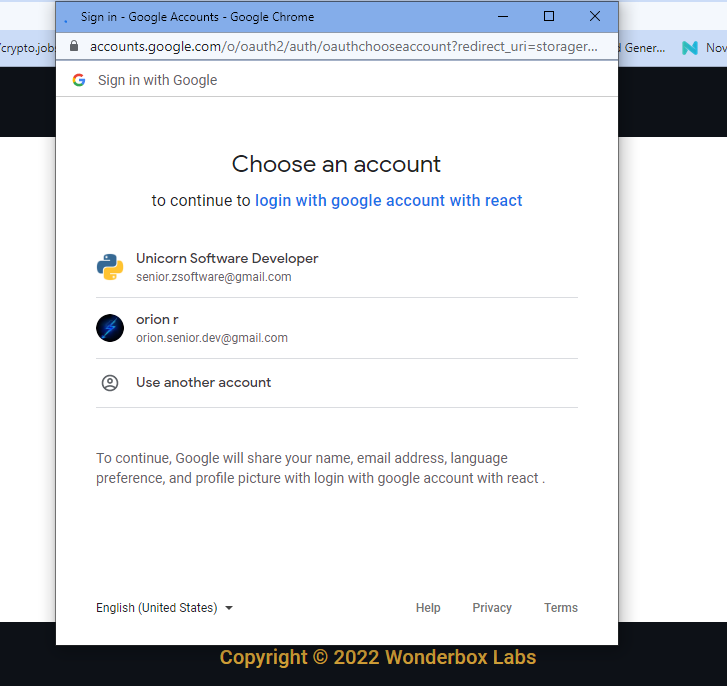 Sign in - Google Accounts - Google Chrome
/crypto.jobs
accounts.google.com/o/oauth2/auth/oauthchooseaccount?redirect_uri=storager...
Gener...
Nov
Sign in with Google
Choose an account
to continue to login with google account with react
Unicorn Software Developer
senior.zsoftware@gmail.com
orion r
orion.senior.dev@gmail.com
Use another account
To continue, Google will share your name, email address, language
preference, and profile picture with login with google account with react .
English (United States)
Help
Privacy
Terms
Copyright © 2022 Wonderbox Labs